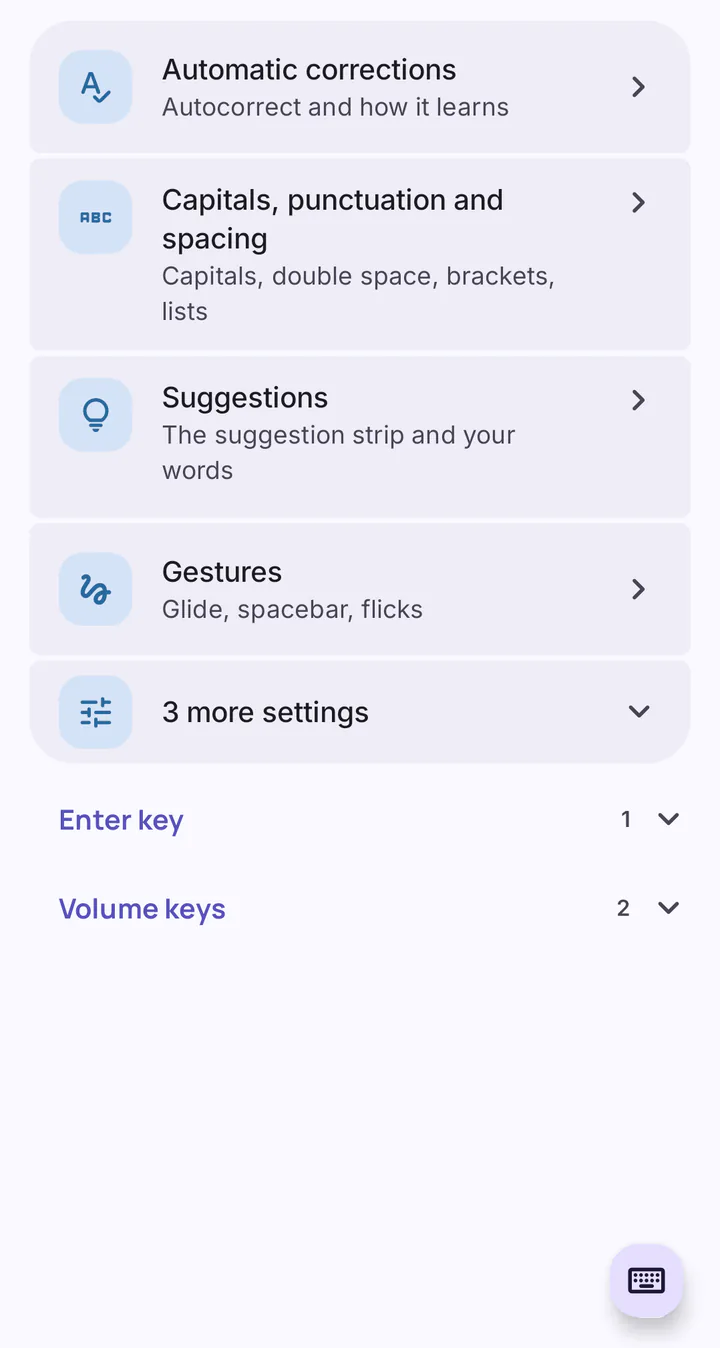 Automatic corrections
Autocorrect and how it learns
ABC
Capitals, punctuation and
spacing
Capitals, double space, brackets,
lists
Suggestions
The suggestion strip and your
words
Gestures
Glide, spacebar, flicks
3 more settings
Enter key 1
Volume keys 2